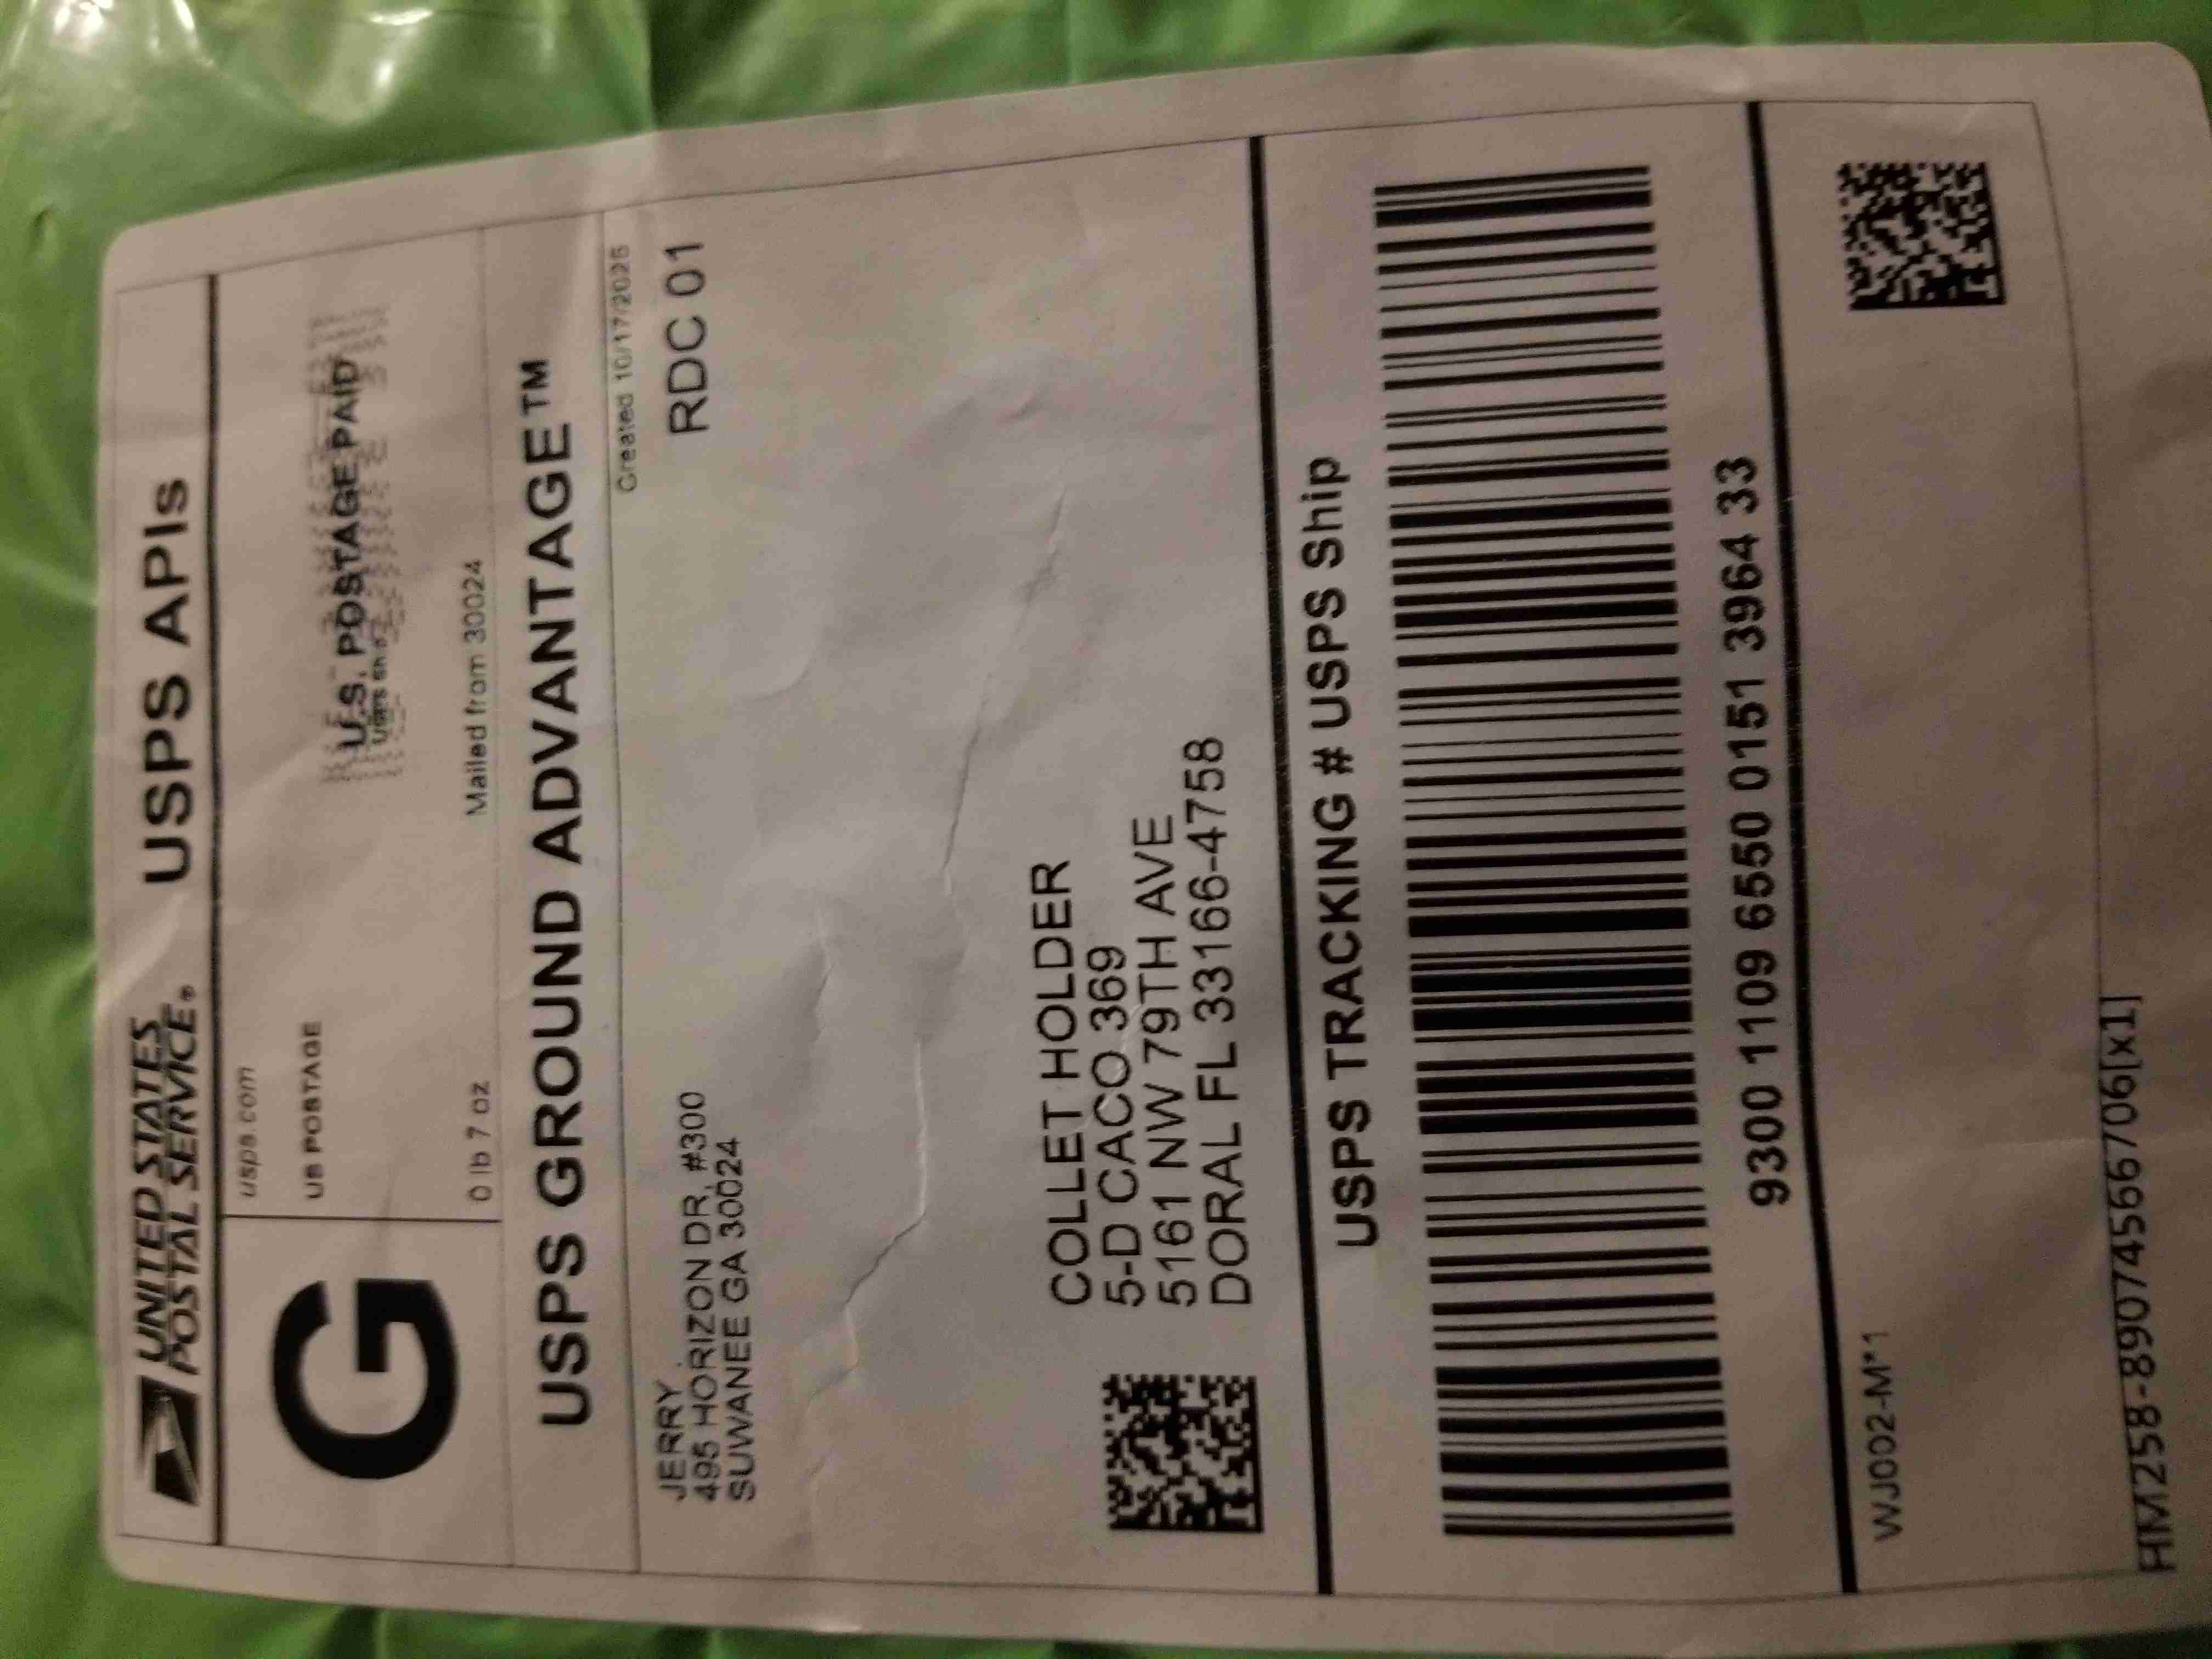 UNITED STATES
POSTAL SERVICE®
USPS APIs
G
usps.com
US POSTAGE
U.S. POSTAGE PAID
0 lb 7 oz
Mailed from 30024
USPS GROUND ADVANTAGE™
Created 10/17/2025
JERRY
495 HORIZON DR, #300
SUWANEE GA 30024
RDC 01
COLLET HOLDER
5-D CACO 369
5161 NW 79TH AVE
DORAL FL 33166-4758
USPS TRACKING # USPS Ship
9300 1109 6550 0151 3964 33
WJ002-M*1
HM258-89074566706[x1]